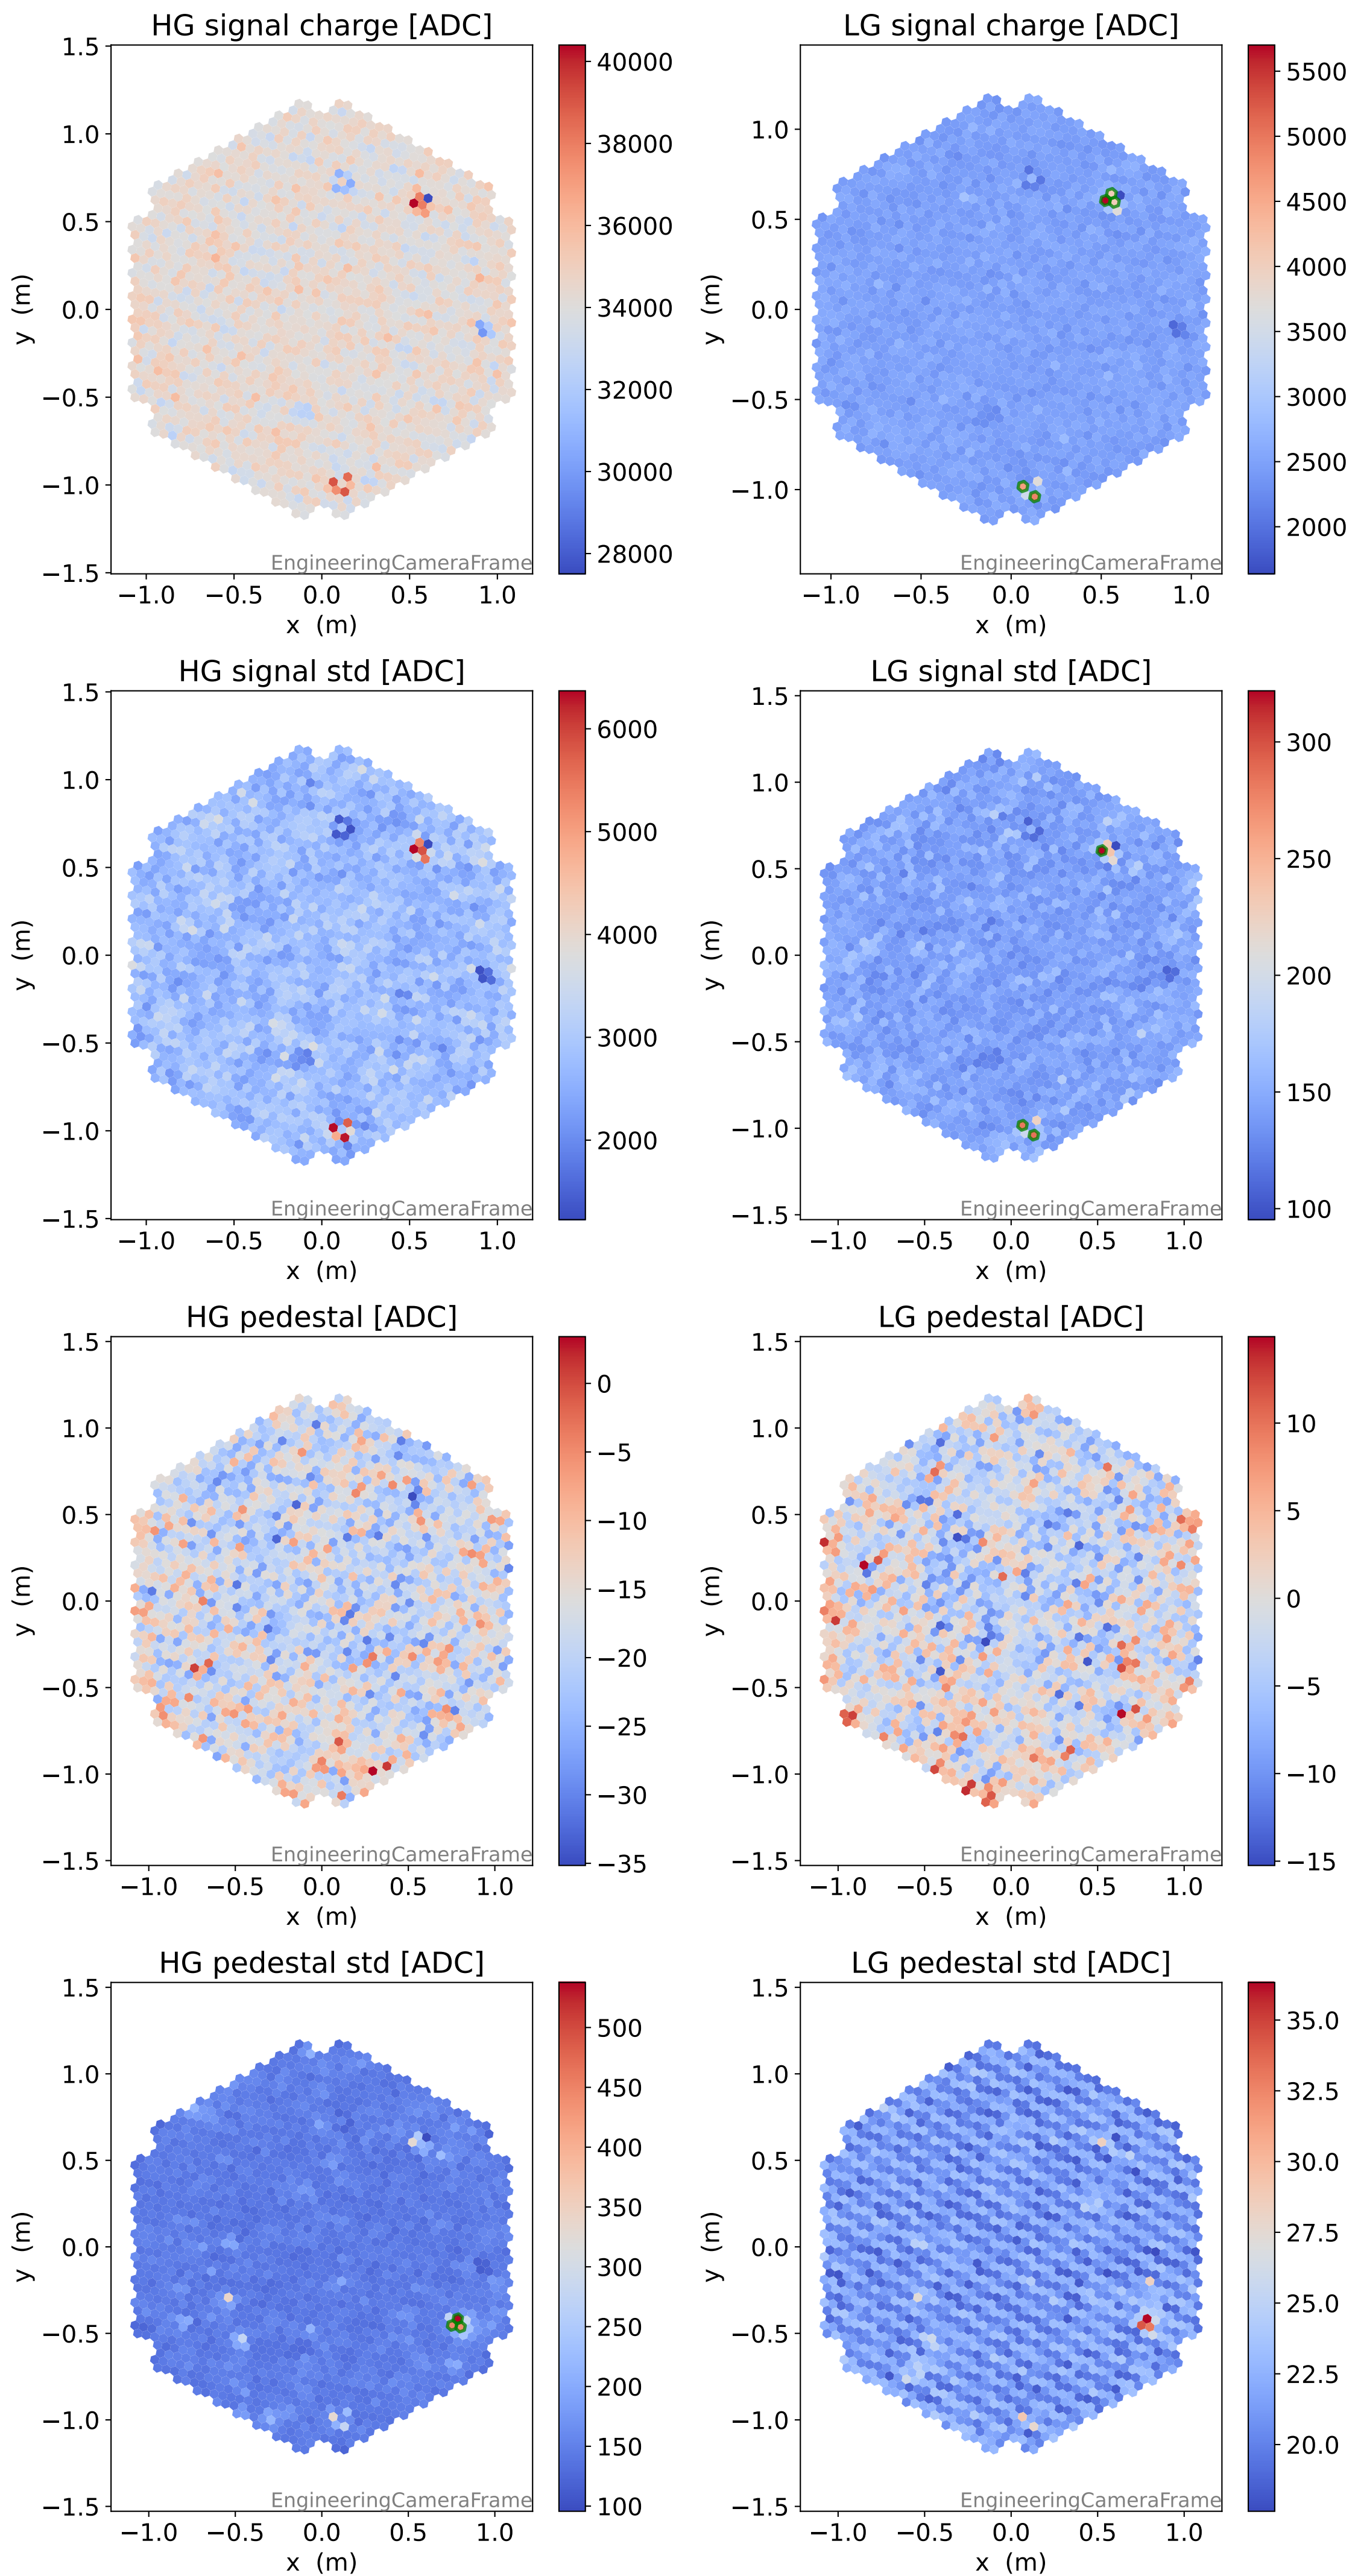 HG signal charge [ADC]
LG signal charge [ADC]
1.5
1.0
0.5
0.0
−0.5
−1.0
−1.5
y (m)
−1.0 −0.5 0.0 0.5 1.0
x (m)
EngineeringCameraFrame
40000
38000
36000
34000
32000
30000
28000
1.0
0.5
0.0
−0.5
−1.0
y (m)
−1.0 −0.5 0.0 0.5 1.0
x (m)
EngineeringCameraFrame
5500
5000
4500
4000
3500
3000
2500
2000
HG signal std [ADC]
LG signal std [ADC]
1.5
1.0
0.5
0.0
−0.5
−1.0
−1.5
y (m)
−1.0 −0.5 0.0 0.5 1.0
x (m)
EngineeringCameraFrame
6000
5000
4000
3000
2000
1.5
1.0
0.5
0.0
−0.5
−1.0
−1.5
y (m)
−1.0 −0.5 0.0 0.5 1.0
x (m)
EngineeringCameraFrame
300
250
200
150
100
HG pedestal [ADC]
LG pedestal [ADC]
1.5
1.0
0.5
0.0
−0.5
−1.0
−1.5
y (m)
−1.0 −0.5 0.0 0.5 1.0
x (m)
EngineeringCameraFrame
0
−5
−10
−15
−20
−25
−30
−35
1.5
1.0
0.5
0.0
−0.5
−1.0
−1.5
y (m)
−1.0 −0.5 0.0 0.5 1.0
x (m)
EngineeringCameraFrame
10
5
0
−5
−10
−15
HG pedestal std [ADC]
LG pedestal std [ADC]
1.5
1.0
0.5
0.0
−0.5
−1.0
−1.5
y (m)
−1.0 −0.5 0.0 0.5 1.0
x (m)
EngineeringCameraFrame
500
450
400
350
300
250
200
150
100
1.5
1.0
0.5
0.0
−0.5
−1.0
−1.5
y (m)
−1.0 −0.5 0.0 0.5 1.0
x (m)
EngineeringCameraFrame
35.0
32.5
30.0
27.5
25.0
22.5
20.0